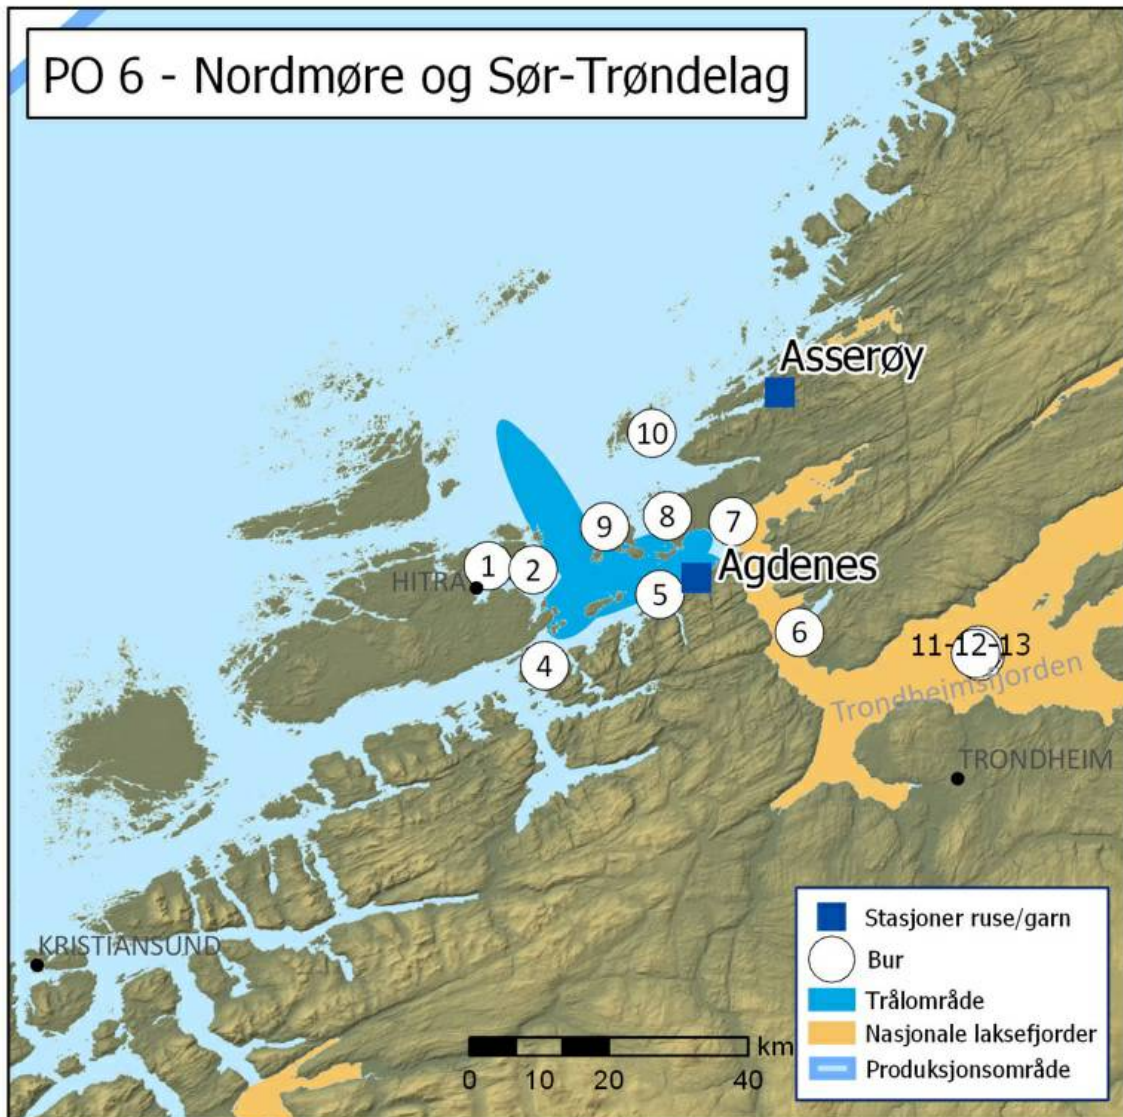 PO 6 - Nordmøre og Sør-Trøndelag
Asserøy
10
9
8
7
Agdenes
1
2
HITRA
5
6
4
11-12-13
Trondheimsfjorden
TRONDHEIM
KRISTIANSUND
Stasjoner ruse/garn
Bur
Trålområde
Nasjonale laksefjorder
Produksjonsområde
km
0 10 20 40